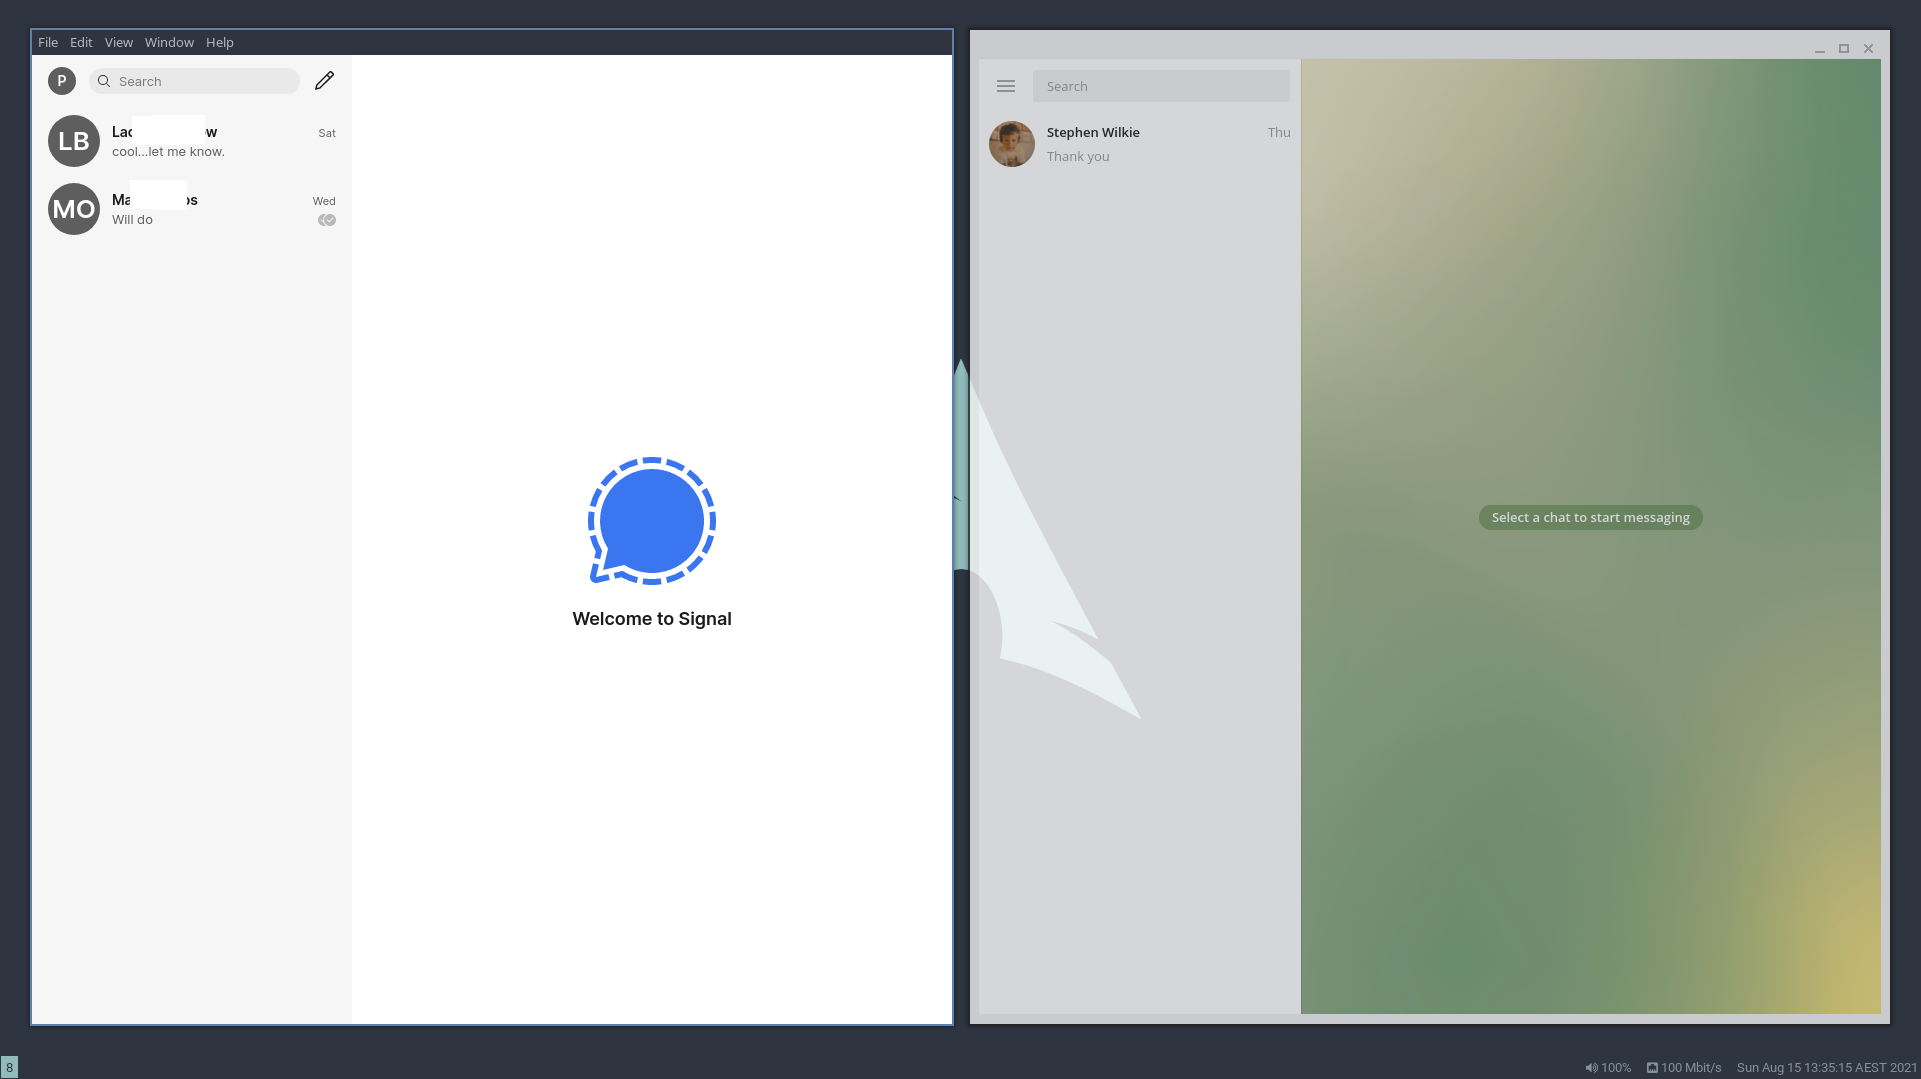 File Edit View Window Help
P Search
LB Lac ow Sat
cool...let me know.
MO Ma os Wed
Will do
Welcome to Signal
Search
Stephen Wilkie Thu
Thank you
Select a chat to start messaging
8
100% 100 Mbit/s Sun Aug 15 13:35:15 AEST 2021